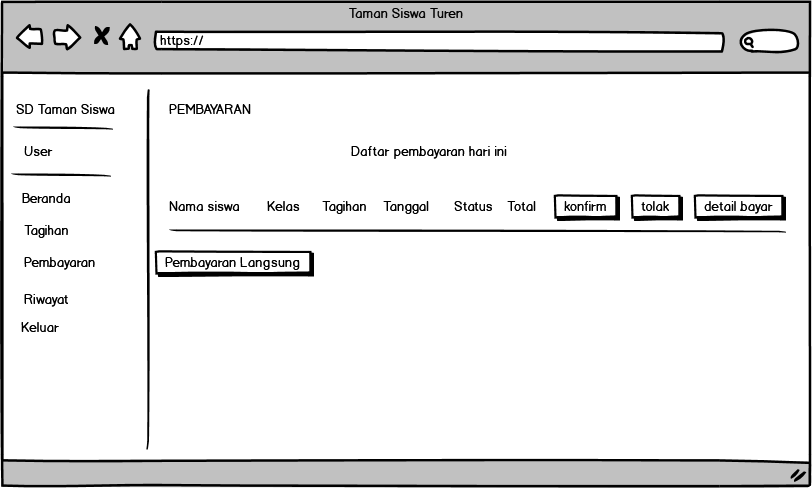 Taman Siswa Turen
https://
SD Taman Siswa
User
Beranda
Tagihan
Pembayaran
Riwayat
Keluar
PEMBAYARAN
Daftar pembayaran hari ini
Nama siswa Kelas Tagihan Tanggal Status Total konfirm tolak detail bayar
Pembayaran Langsung